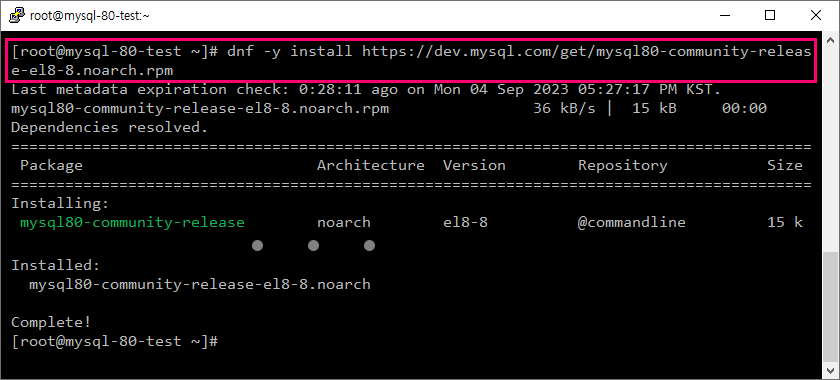 root@mysql-80-test:~
[root@mysql-80-test ~]# dnf -y install https://dev.mysql.com/get/mysql80-community-releas
e-el8-8.noarch.rpm
Last metadata expiration check: 0:28:11 ago on Mon 04 Sep 2023 05:27:17 PM KST.
mysql80-community-release-el8-8.noarch.rpm 36 kB/s | 15 kB 00:00
Dependencies resolved.
================================================================================
Package Architecture Version Repository Size
================================================================================
Installing:
mysql80-community-release noarch el8-8 @commandline 15 k
Installed:
mysql80-community-release-el8-8.noarch
Complete!
[root@mysql-80-test ~]#